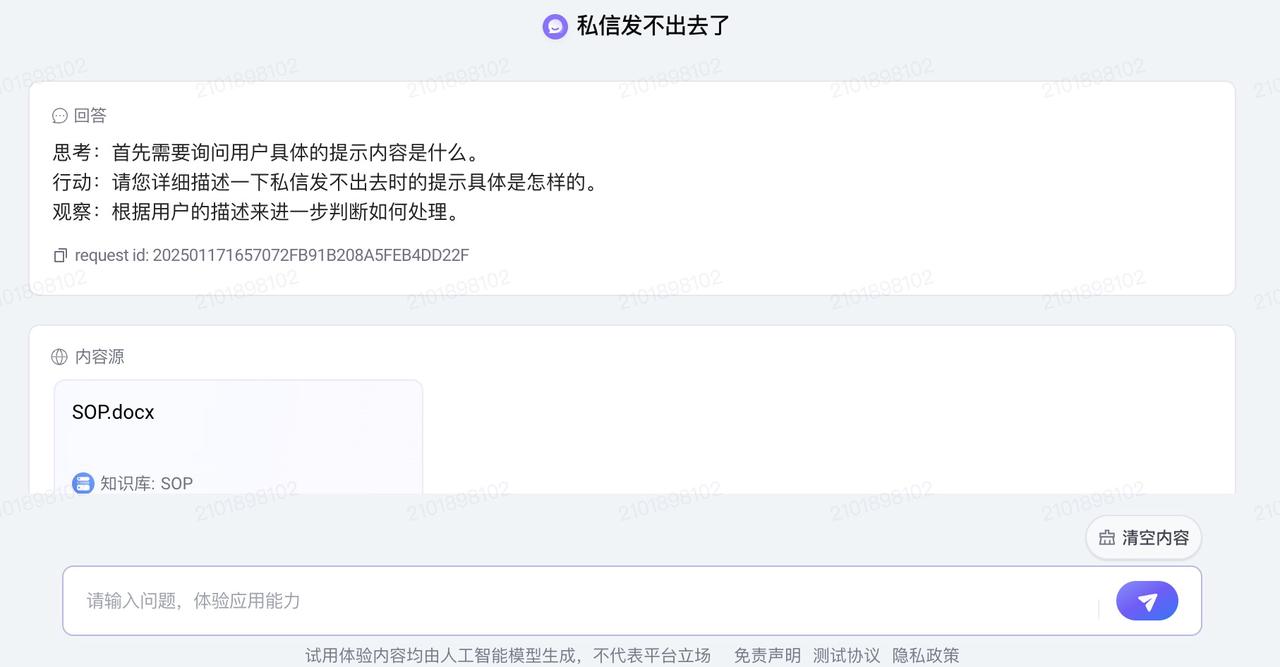 私信发不出去了
回答
思考：首先需要询问用户具体的提示内容是什么。
行动：请您详细描述一下私信发不出去时的提示具体是怎样的。
观察：根据用户的描述来进一步判断如何处理。
request id: 202501171657072FB91B208A5FEB4DD22F
内容源
SOP.docx
知识库: SOP
清空内容
请输入问题，体验应用能力
试用体验内容均由人工智能模型生成，不代表平台立场 免责声明 测试协议 隐私政策
2101898102